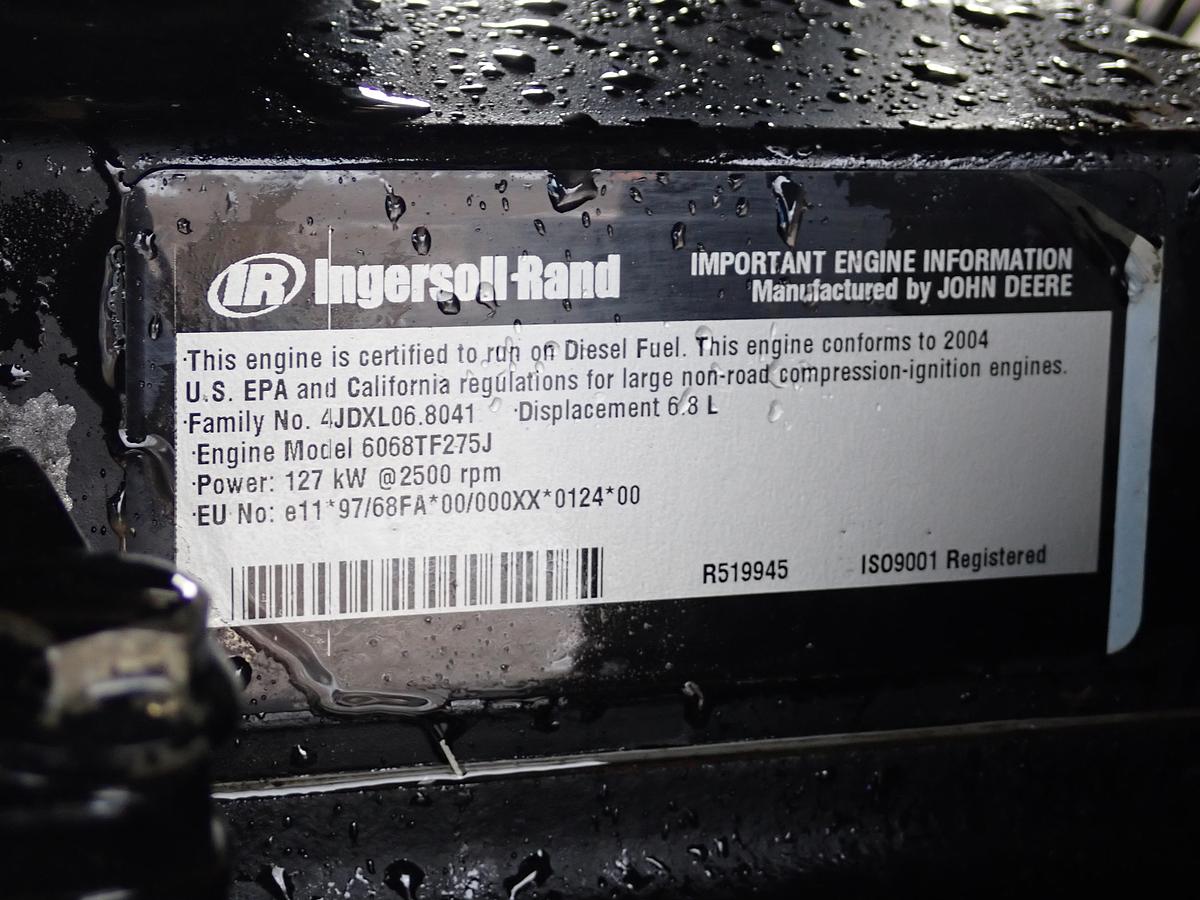 IR Ingersoll-Rand
IMPORTANT ENGINE INFORMATION
Manufactured by JOHN DEERE
·This engine is certified to run on Diesel Fuel. This engine conforms to 2004
U.S. EPA and California regulations for large non-road compression-ignition engines.
·Family No. 4JDXL06.8041 ·Displacement 6.8 L
·Engine Model 6068TF275J
·Power: 127 kW @2500 rpm
·EU No: e11*97/68FA*00/000XX*0124*00
R519945 ISO9001 Registered